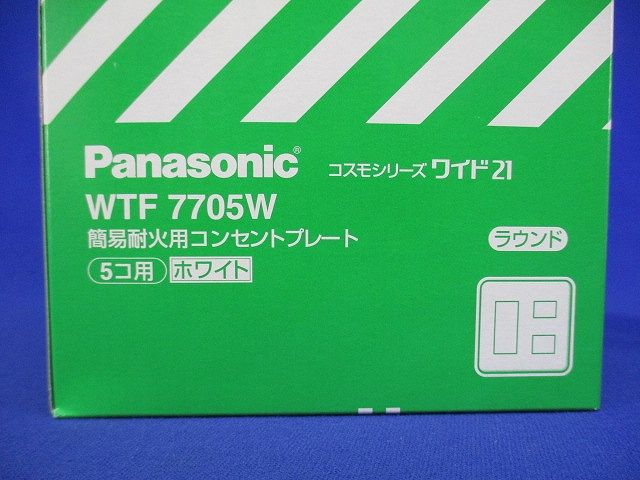 Panasonic® コスモシリーズ ワイド21
WTF 7705W
簡易耐火用コンセントプレート ラウンド
5コ用 ホワイト